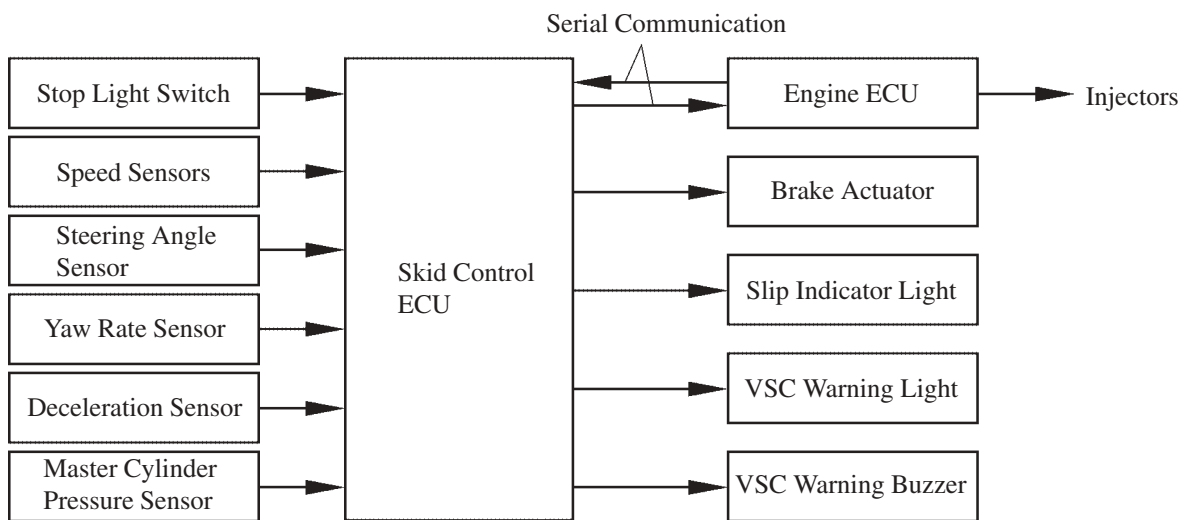 Serial Communication
Stop Light Switch
Speed Sensors
Steering Angle
Sensor
Yaw Rate Sensor
Deceleration Sensor
Master Cylinder
Pressure Sensor
Skid Control
ECU
Engine ECU
Injectors
Brake Actuator
Slip Indicator Light
VSC Warning Light
VSC Warning Buzzer